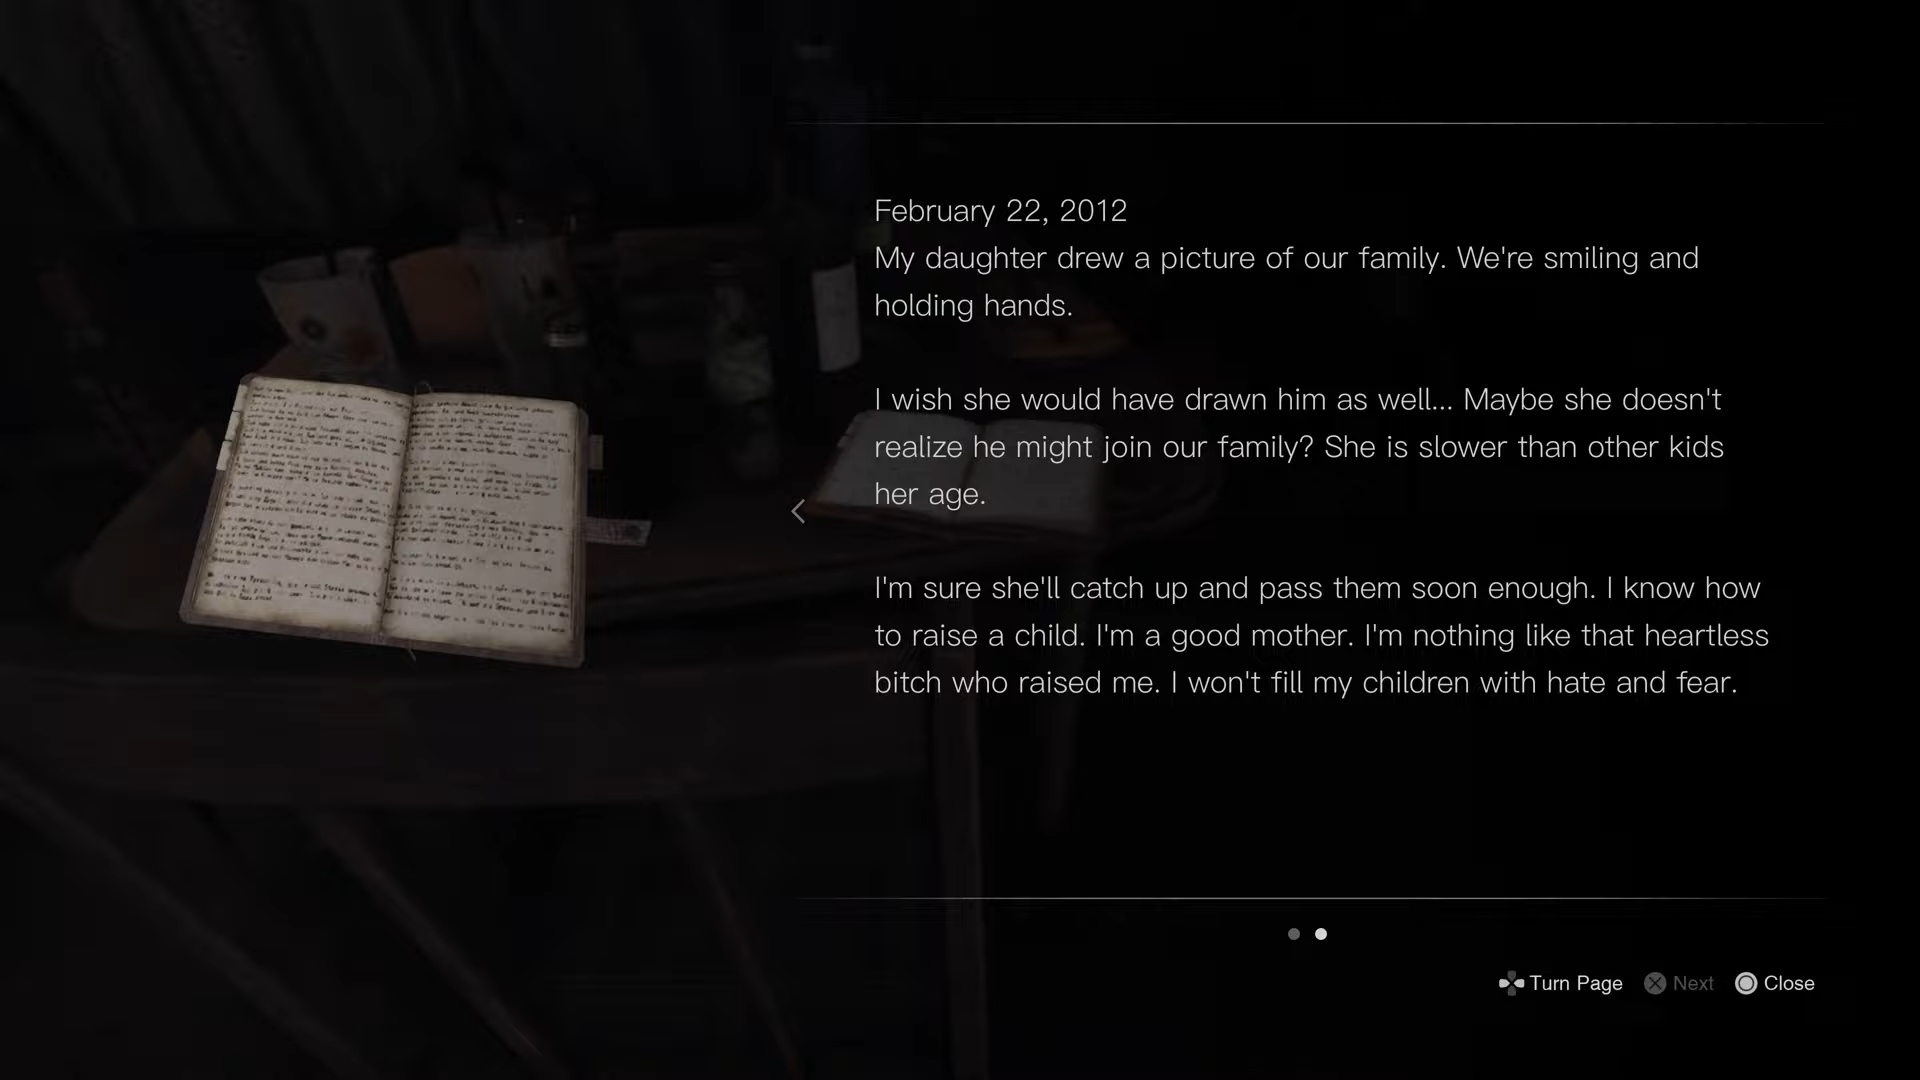 February 22, 2012
My daughter drew a picture of our family. We're smiling and
holding hands.
I wish she would have drawn him as well... Maybe she doesn't
realize he might join our family? She is slower than other kids
her age.
I'm sure she'll catch up and pass them soon enough. I know how
to raise a child. I'm a good mother. I'm nothing like that heartless
bitch who raised me. I won't fill my children with hate and fear.
Turn Page Next Close